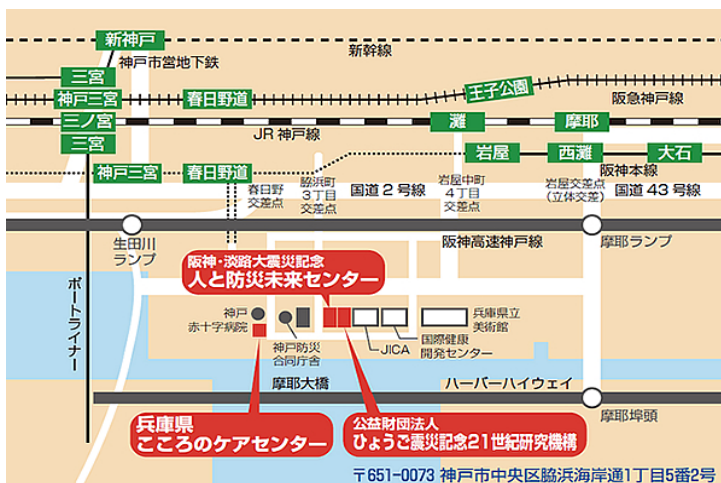 新神戸
新幹線
神戸市営地下鉄
三宮
神戸三宮
春日野道
王子公園
阪急神戸線
三ノ宮
JR 神戸線
灘
摩耶
三宮
岩屋
西灘
大石
阪神本線
神戸三宮
春日野道
春日野
交差点
脇浜町
3丁目
交差点
国道2号線
岩屋中町
4丁目
交差点
岩屋交差点
(立体交差)
国道43号線
生田川
ランプ
阪神高速神戸線
摩耶ランプ
阪神・淡路大震災記念
人と防災未来センター
ポートライナー
神戸
赤十字病院
神戸防災
合同庁舎
JICA
国際健康
開発センター
兵庫県立
美術館
摩耶大橋
ハーバーハイウェイ
摩耶埠頭
兵庫県
こころのケアセンター
公益財団法人
ひょうご震災記念21世紀研究機構
〒651-0073 神戸市中央区脇浜海岸通1丁目5番2号